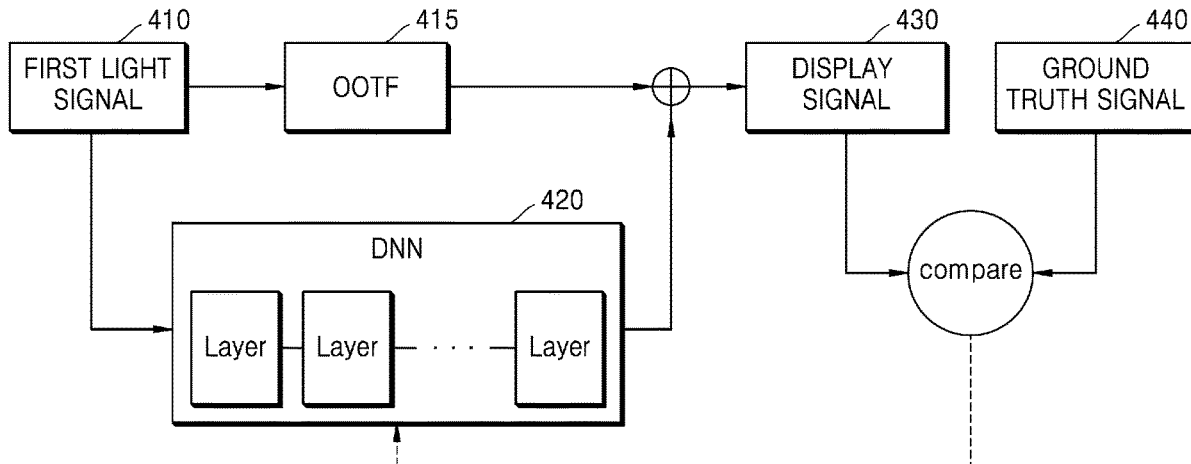 410
FIRST LIGHT
SIGNAL
415
OOTF
430
DISPLAY
SIGNAL
440
GROUND
TRUTH SIGNAL
420
DNN
Layer
Layer
. . .
Layer
compare